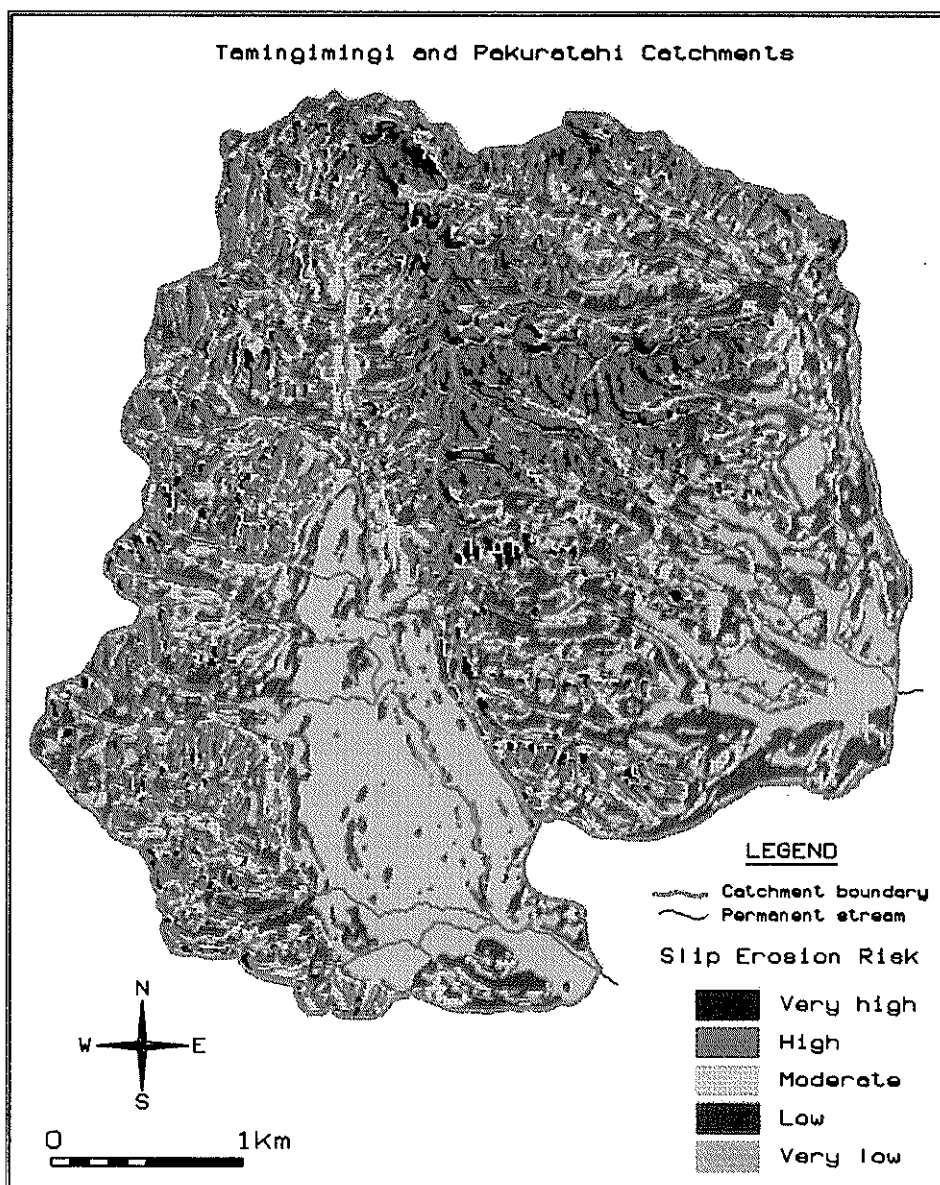 Tamingimingi and Pakuratahi Catchments
LEGEND
Catchment boundary
Permanent stream
Slip Erosion Risk
Very high
High
Moderate
Low
Very low
N
W E
S
0 1Km